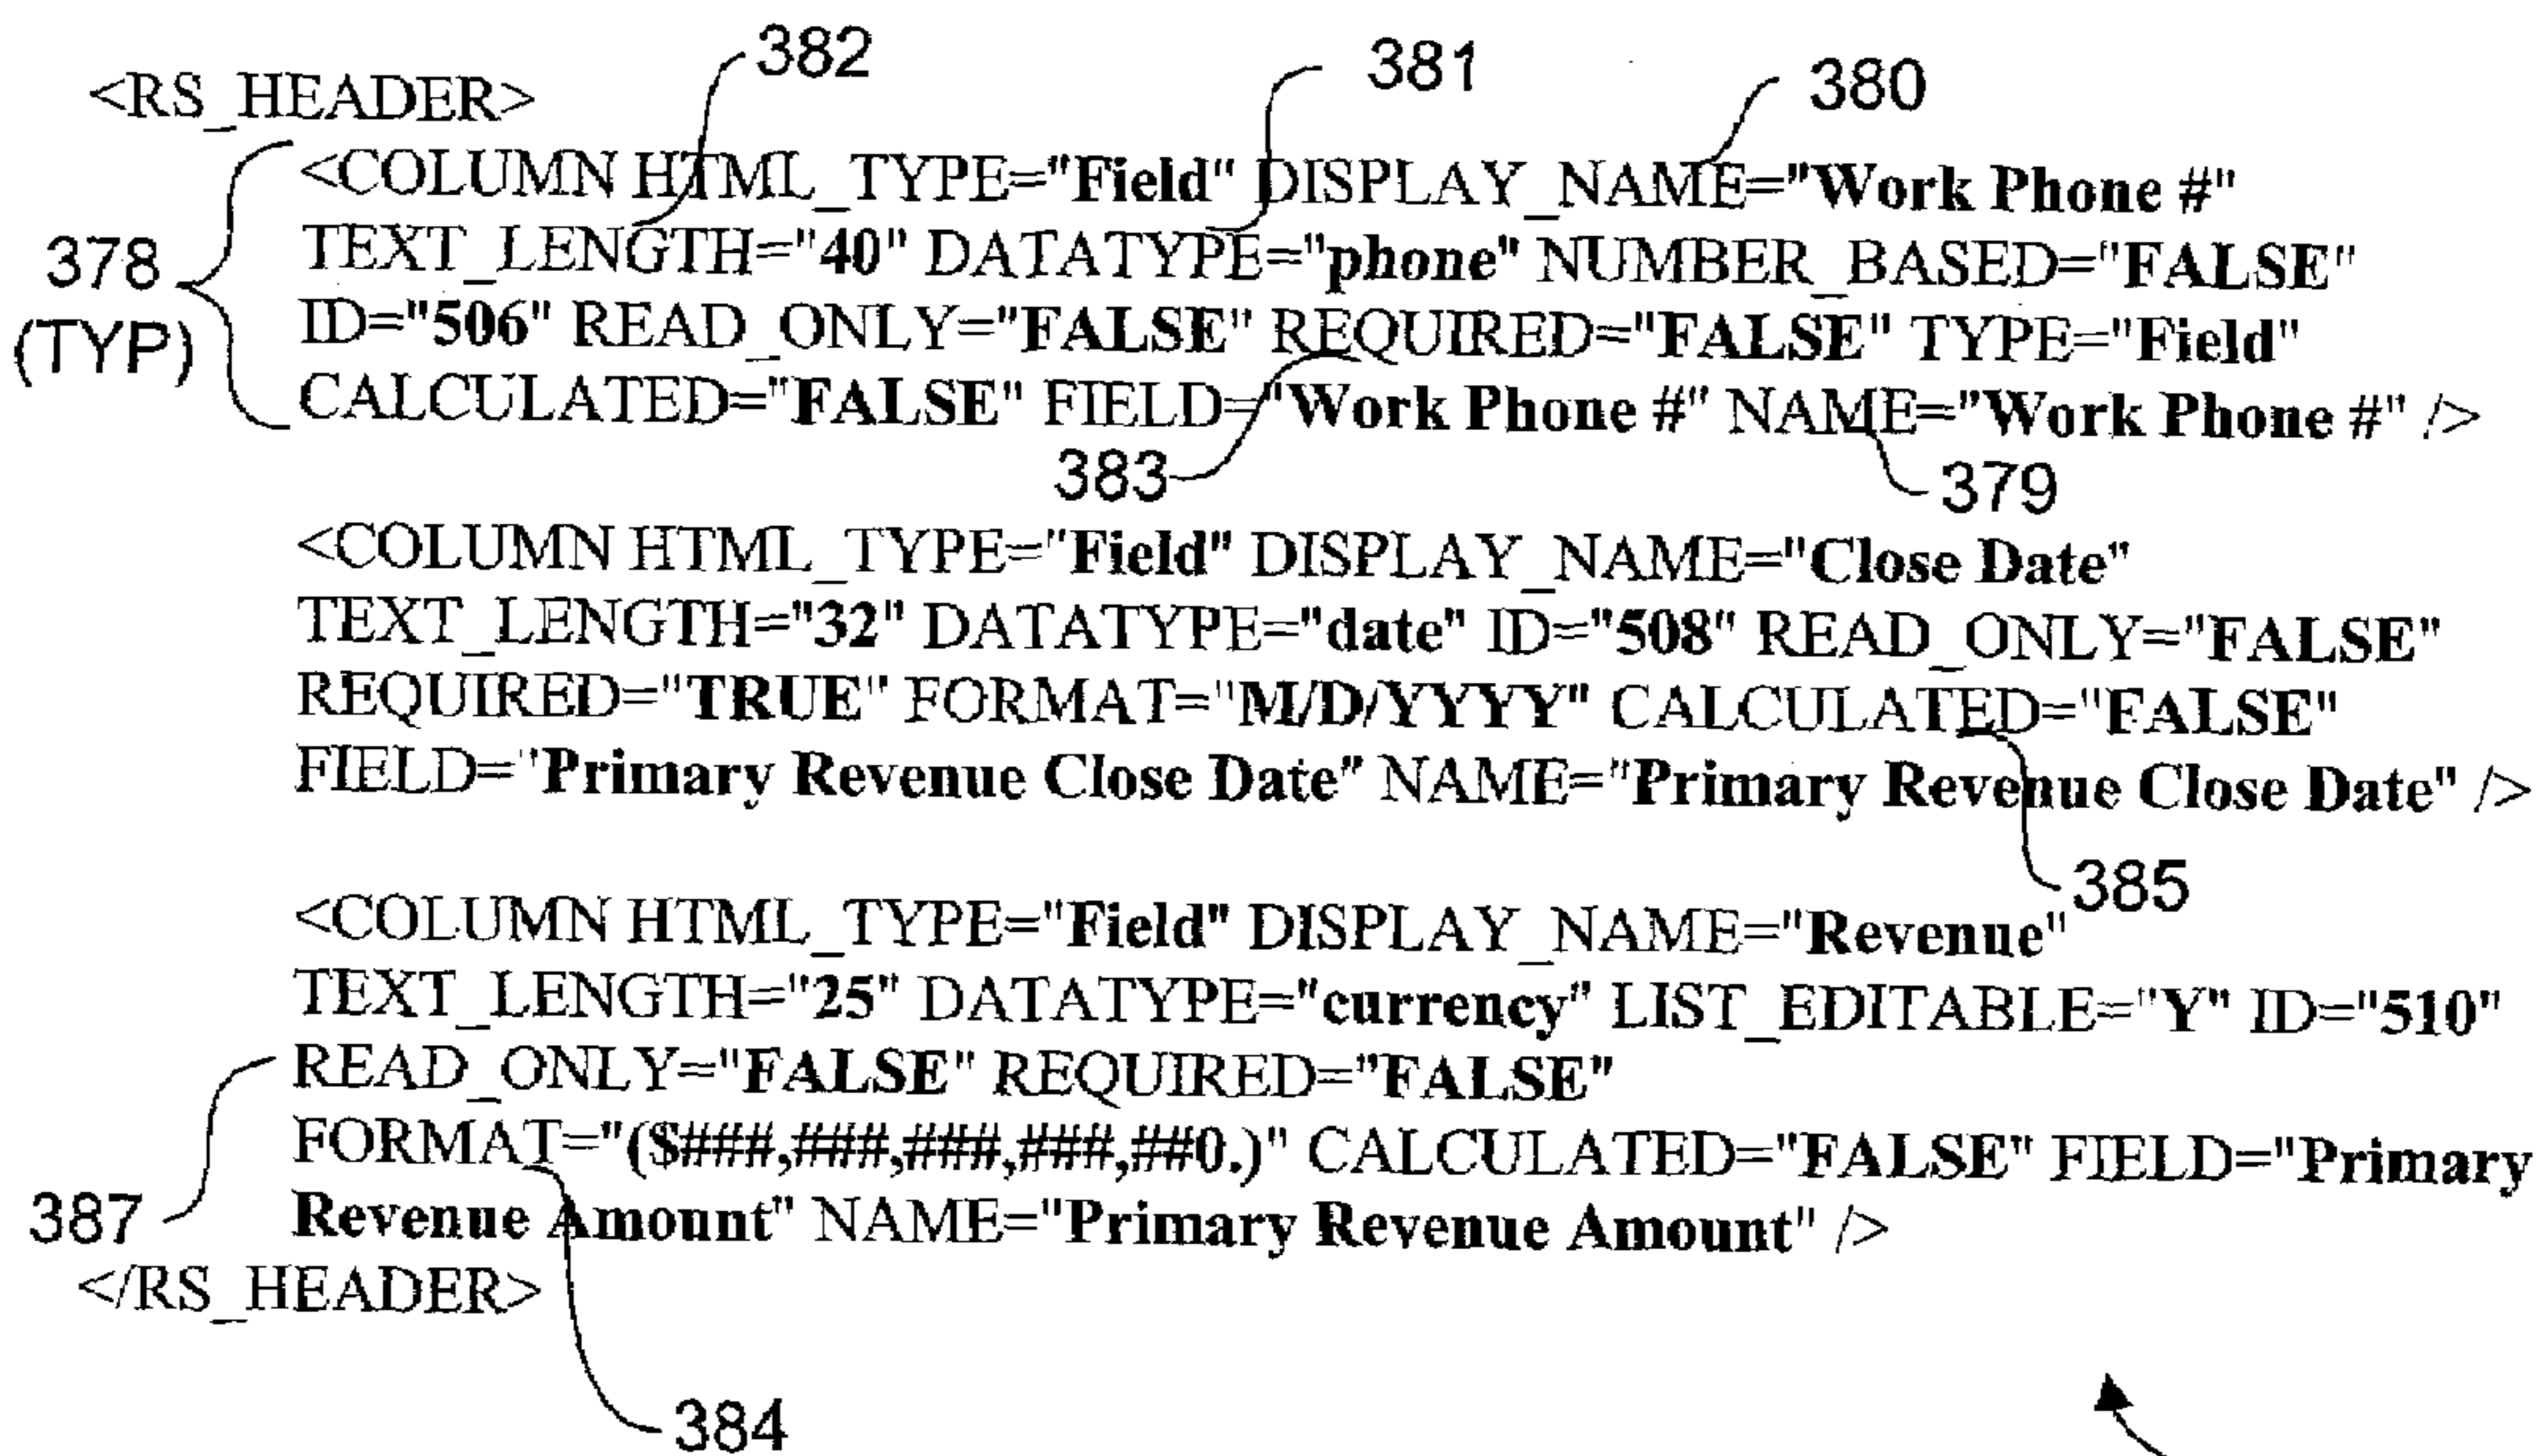 382
381
380
<RS_HEADER>
<COLUMN HTML_TYPE="Field" DISPLAY_NAME="Work Phone #"
TEXT_LENGTH="40" DATATYPE="phone" NUMBER_BASED="FALSE"
378
ID="506" READ_ONLY="FALSE" REQUIRED="FALSE" TYPE="Field"
(TYP)
CALCULATED="FALSE" FIELD="Work Phone #" NAME="Work Phone #" />
383
379
<COLUMN HTML_TYPE="Field" DISPLAY_NAME="Close Date"
TEXT_LENGTH="32" DATATYPE="date" ID="508" READ_ONLY="FALSE"
REQUIRED="TRUE" FORMAT="M/D/YYYY" CALCULATED="FALSE"
FIELD="Primary Revenue Close Date" NAME="Primary Revenue Close Date" />
385
<COLUMN HTML_TYPE="Field" DISPLAY_NAME="Revenue"
TEXT_LENGTH="25" DATATYPE="currency" LIST_EDITABLE="Y" ID="510"
READ_ONLY="FALSE" REQUIRED="FALSE"
FORMAT="($###,###,###,###,##0.)" CALCULATED="FALSE" FIELD="Primary
387
Revenue Amount" NAME="Primary Revenue Amount" />
</RS_HEADER>
384